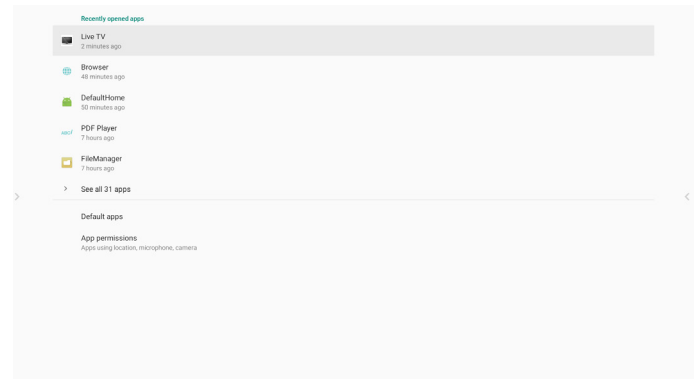 Recently opened apps
Live TV
2 minutes ago
Browser
48 minutes ago
DefaultHome
50 minutes ago
PDF Player
7 hours ago
FileManager
7 hours ago
See all 31 apps
Default apps
App permissions
Apps using location, microphone, camera